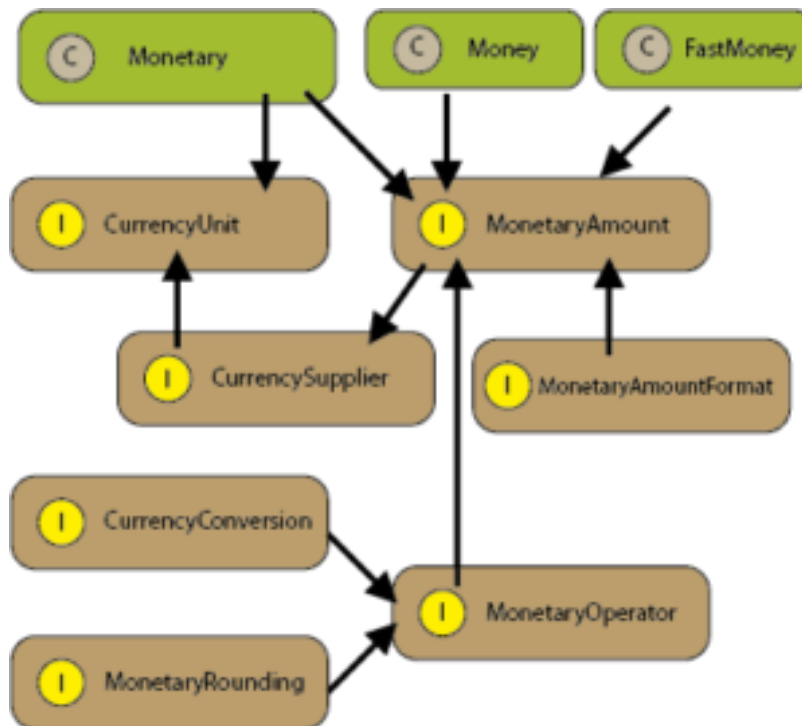 C Monetary
C Money
C FastMoney
I CurrencyUnit
I MonetaryAmount
I CurrencySupplier
I MonetaryAmountFormat
I CurrencyConversion
I MonetaryOperator
I MonetaryRounding